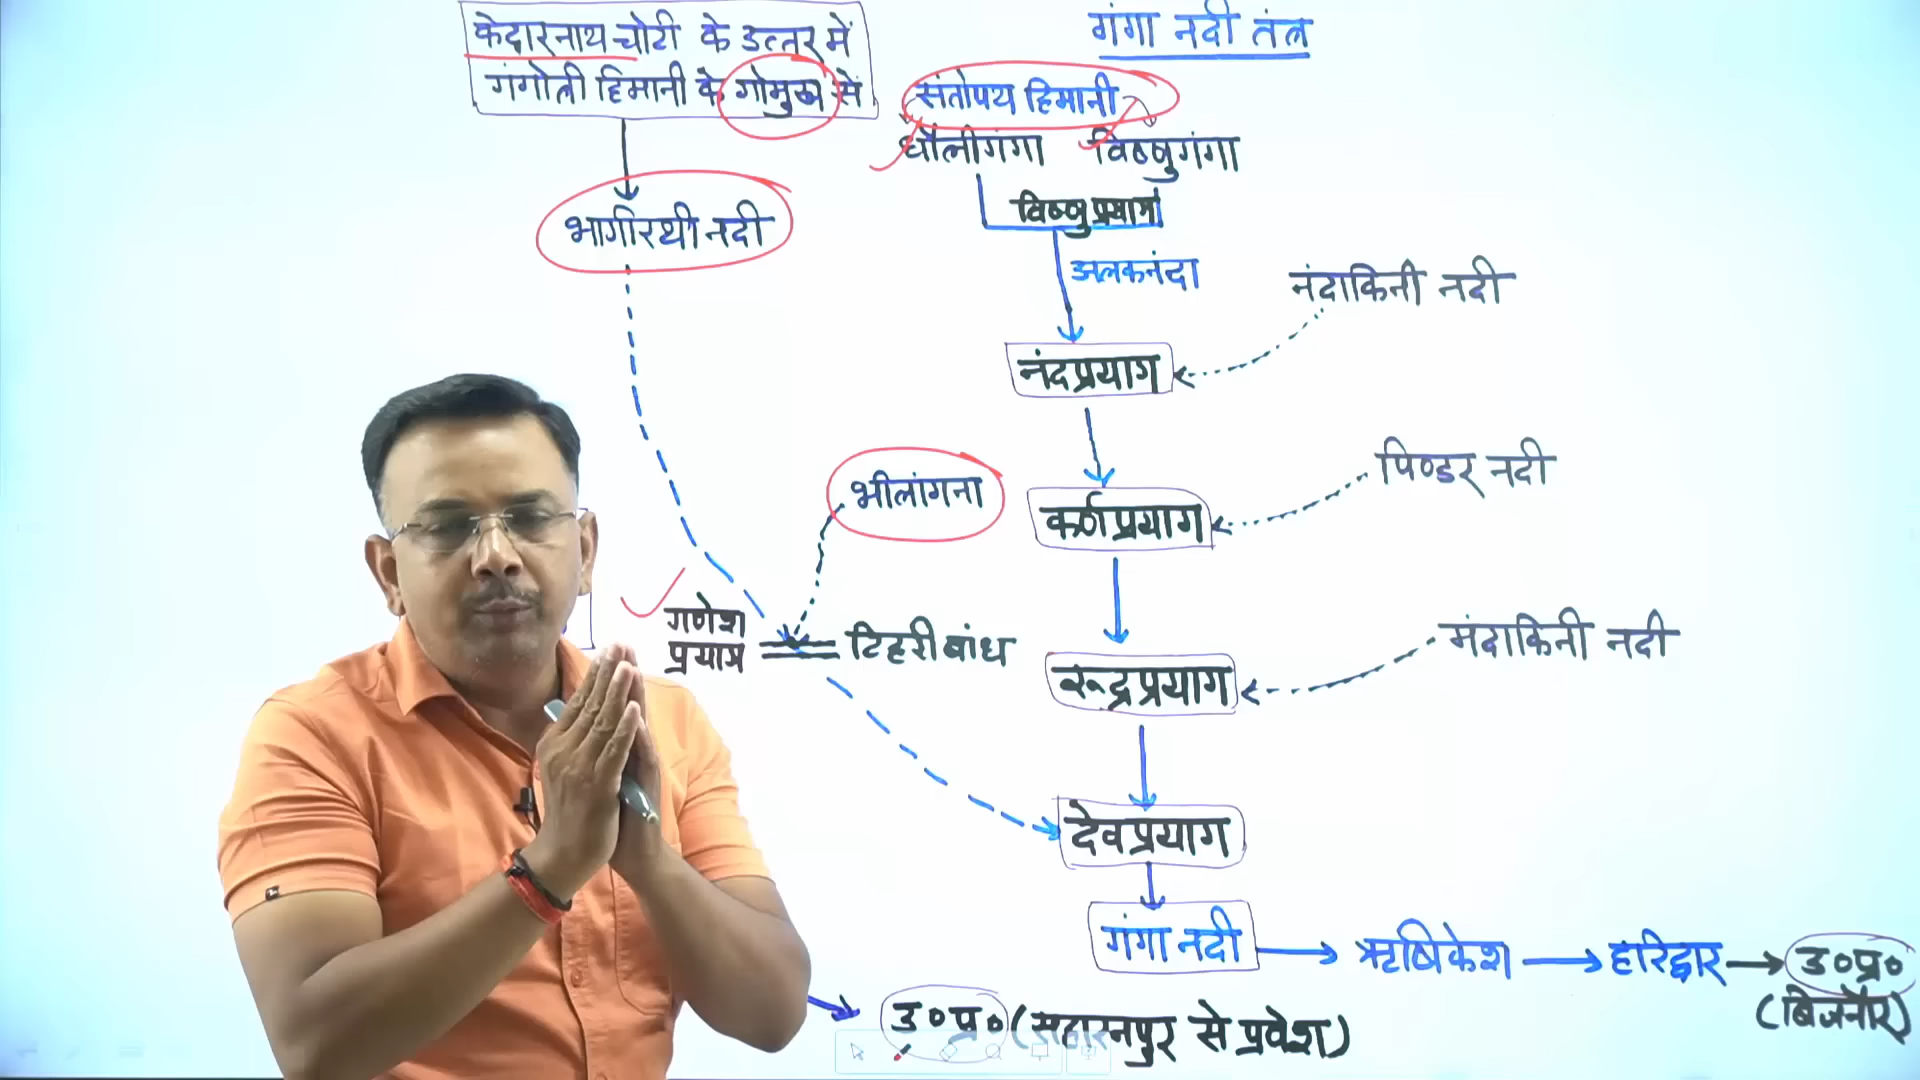 केदारनाथ चोटी के उत्तर में
गंगोत्री हिमानी के गोमुख से
गंगा नदी तंत्र
संतोपथ हिमानी
धौलीगंगा
विष्णुगंगा
विष्णुप्रयाग
भागीरथी नदी
अलकनंदा
नंदाकिनी नदी
नंदप्रयाग
पिण्डर नदी
भीलांगना
कर्णप्रयाग
गणेश
प्रयाग
टिहरी बांध
मंदाकिनी नदी
रूद्रप्रयाग
देवप्रयाग
गंगा नदी
ऋषिकेश
हरिद्वार
उ०प्र०
(बिजनौर)
उ०प्र० (सहारनपुर से प्रवेश)